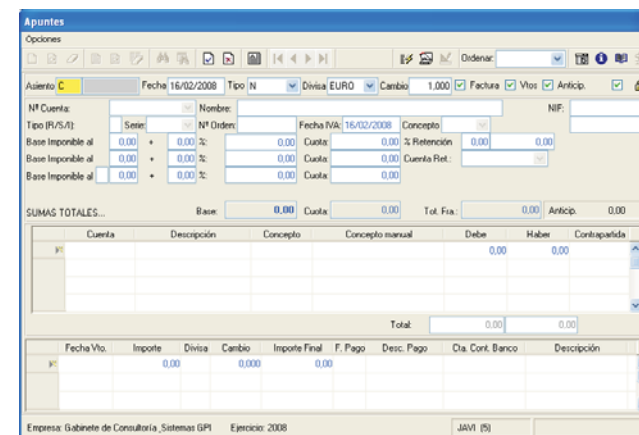 Apuntes
Opciones
Ordenar:
Asiento C Fecha 16/02/2008 Tipo N Divisa EURO Cambio 1,000 Factura Vtos Anticip.
Nº Cuenta: Nombre: NIF:
Tipo (R/S/I): Serie: Nº Orden: Fecha IVA: 16/02/2008 Concepto
Base Imponible al 0,00 + 0,00 %: 0,00 Cuota: 0,00 % Retención 0,00 0,00
Base Imponible al 0,00 + 0,00 %: 0,00 Cuota: 0,00 Cuenta Ret.:
Base Imponible al 0,00 + 0,00 %: 0,00 Cuota: 0,00
SUMAS TOTALES... Base: 0,00 Cuota: 0,00 Tot. Fra.: 0,00 Anticip. 0,00
Cuenta Descripción Concepto Concepto manual Debe Haber Contrapartida
0,00 0,00
Total: 0,00 0,00
Fecha Vto. Importe Divisa Cambio Importe Final F. Pago Desc. Pago Cta. Cont. Banco Descripción
0,00 0,000 0,00
Empresa: Gabinete de Consultoría_Sistemas GPI Ejercicio: 2008 JAVI (5)